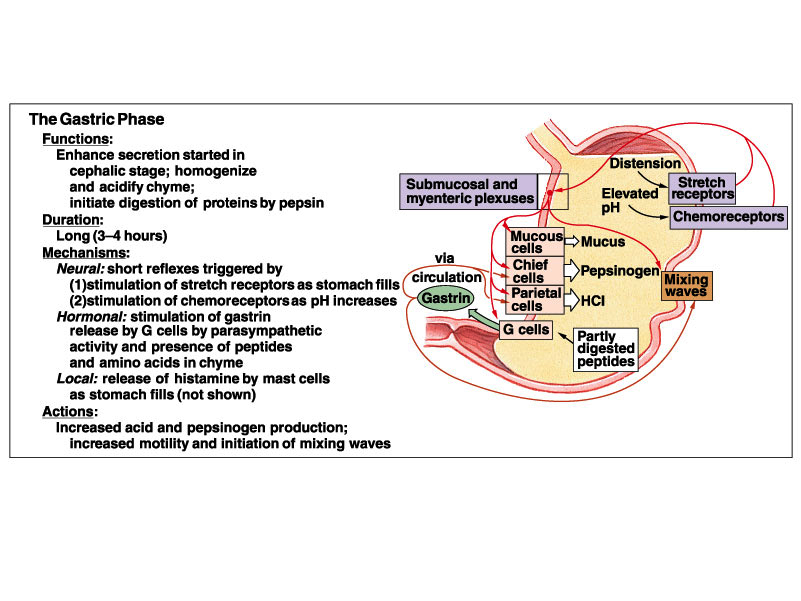 The Gastric Phase
Functions:
Enhance secretion started in
cephalic stage; homogenize
and acidify chyme;
initiate digestion of proteins by pepsin
Duration:
Long (3–4 hours)
Mechanisms:
Neural: short reflexes triggered by
(1)stimulation of stretch receptors as stomach fills
(2)stimulation of chemoreceptors as pH increases
Hormonal: stimulation of gastrin
release by G cells by parasympathetic
activity and presence of peptides
and amino acids in chyme
Local: release of histamine by mast cells
as stomach fills (not shown)
Actions:
Increased acid and pepsinogen production;
increased motility and initiation of mixing waves
Submucosal and
myenteric plexuses
Distension
Stretch
receptors
Elevated
pH
Chemoreceptors
Mucous
cells
Mucus
Chief
cells
Pepsinogen
Parietal
cells
HCl
Mixing
waves
via
circulation
Gastrin
G cells
Partly
digested
peptides